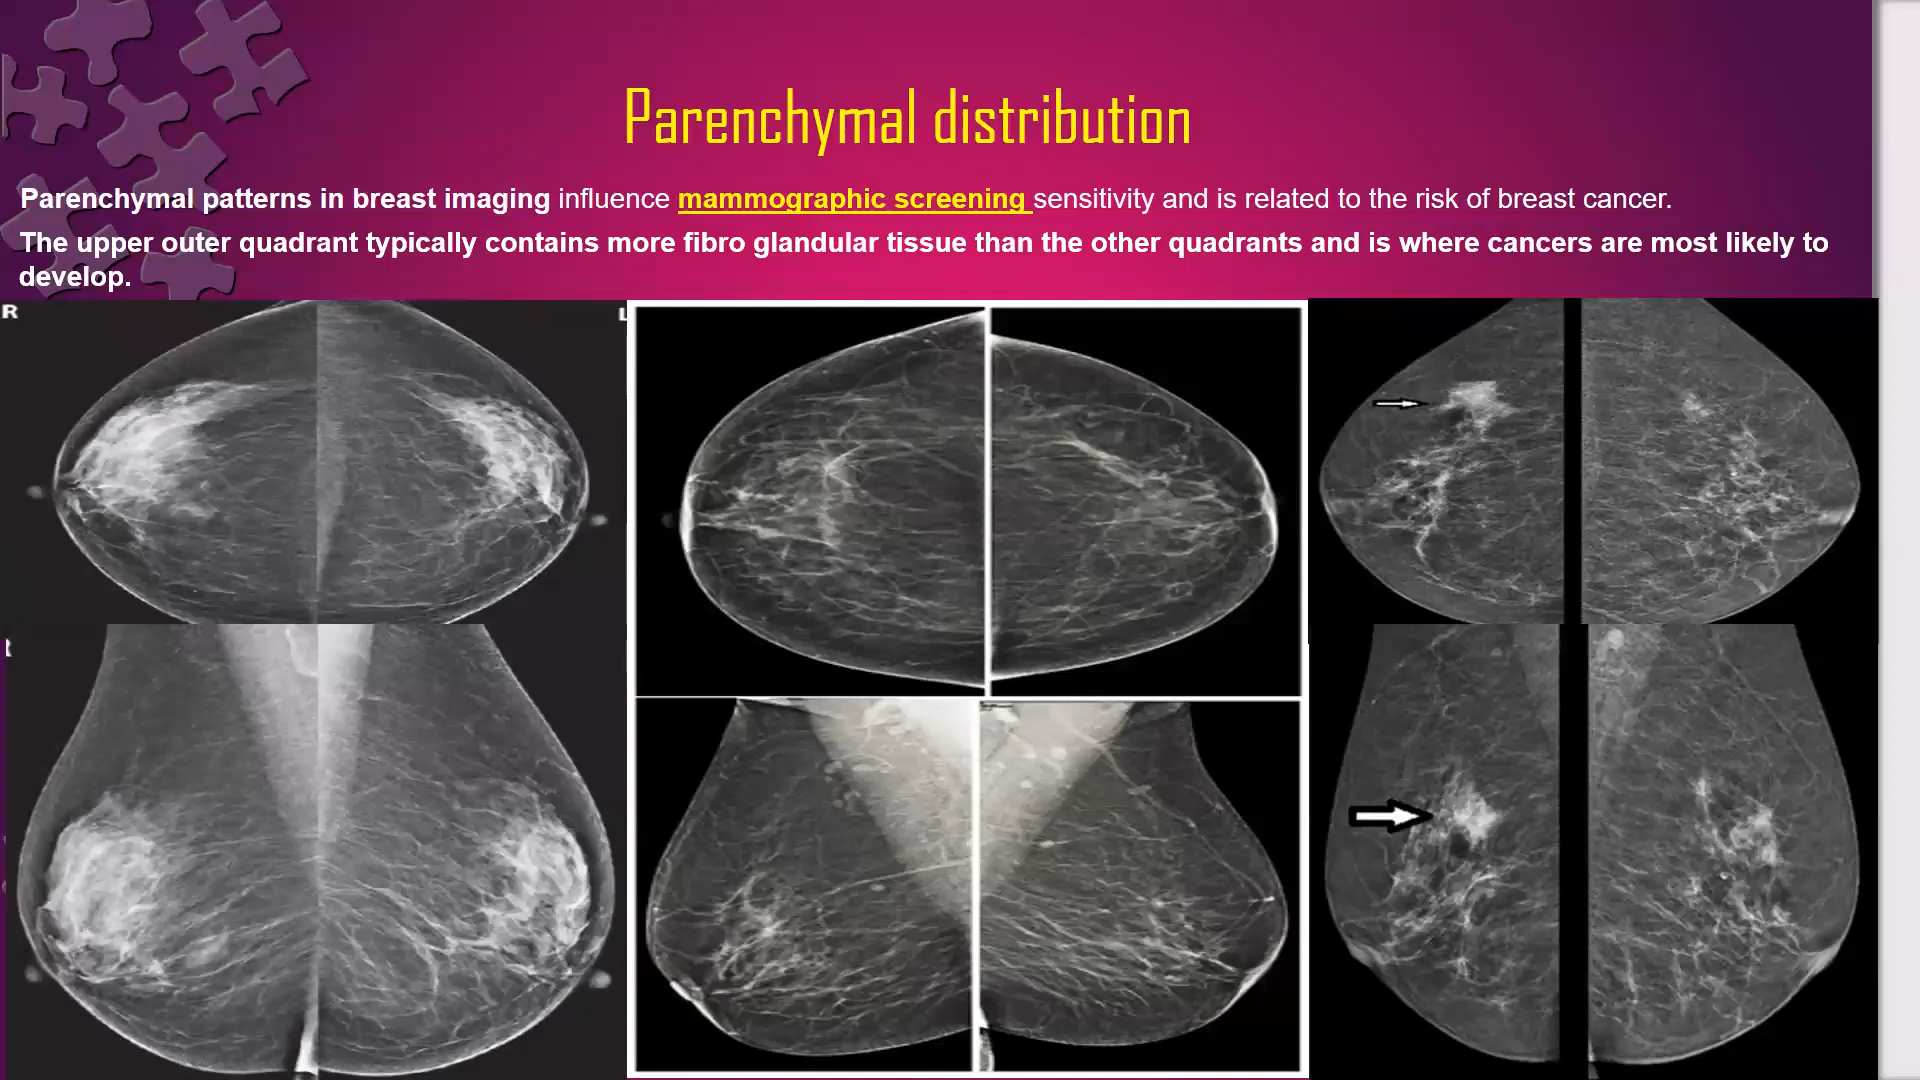 Parenchymal distribution
Parenchymal patterns in breast imaging influence mammographic screening sensitivity and is related to the risk of breast cancer.
The upper outer quadrant typically contains more fibro glandular tissue than the other quadrants and is where cancers are most likely to
develop.
R
L
R